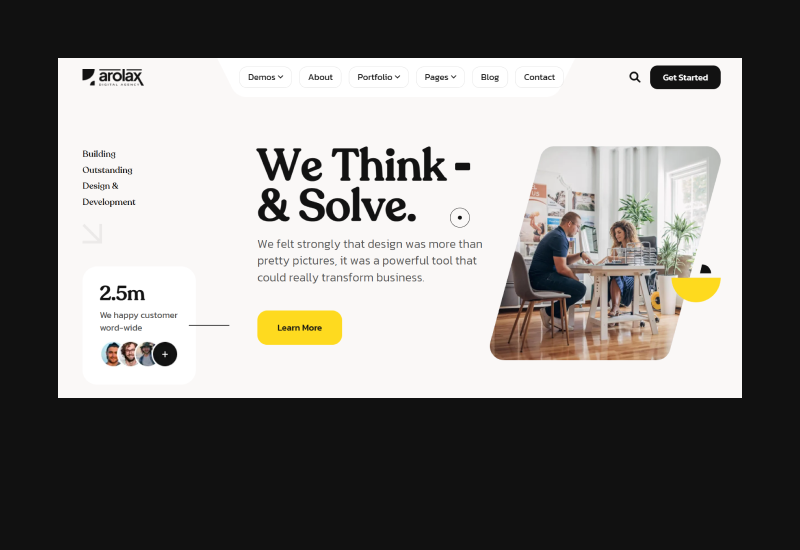 arolax
DIGITAL AGENCY
Demos
About
Portfolio
Pages
Blog
Contact
Get Started
Building
Outstanding
Design &
Development
We Think -
& Solve.
We felt strongly that design was more than
pretty pictures, it was a powerful tool that
could really transform business.
Learn More
2.5m
We happy customer
word-wide
+